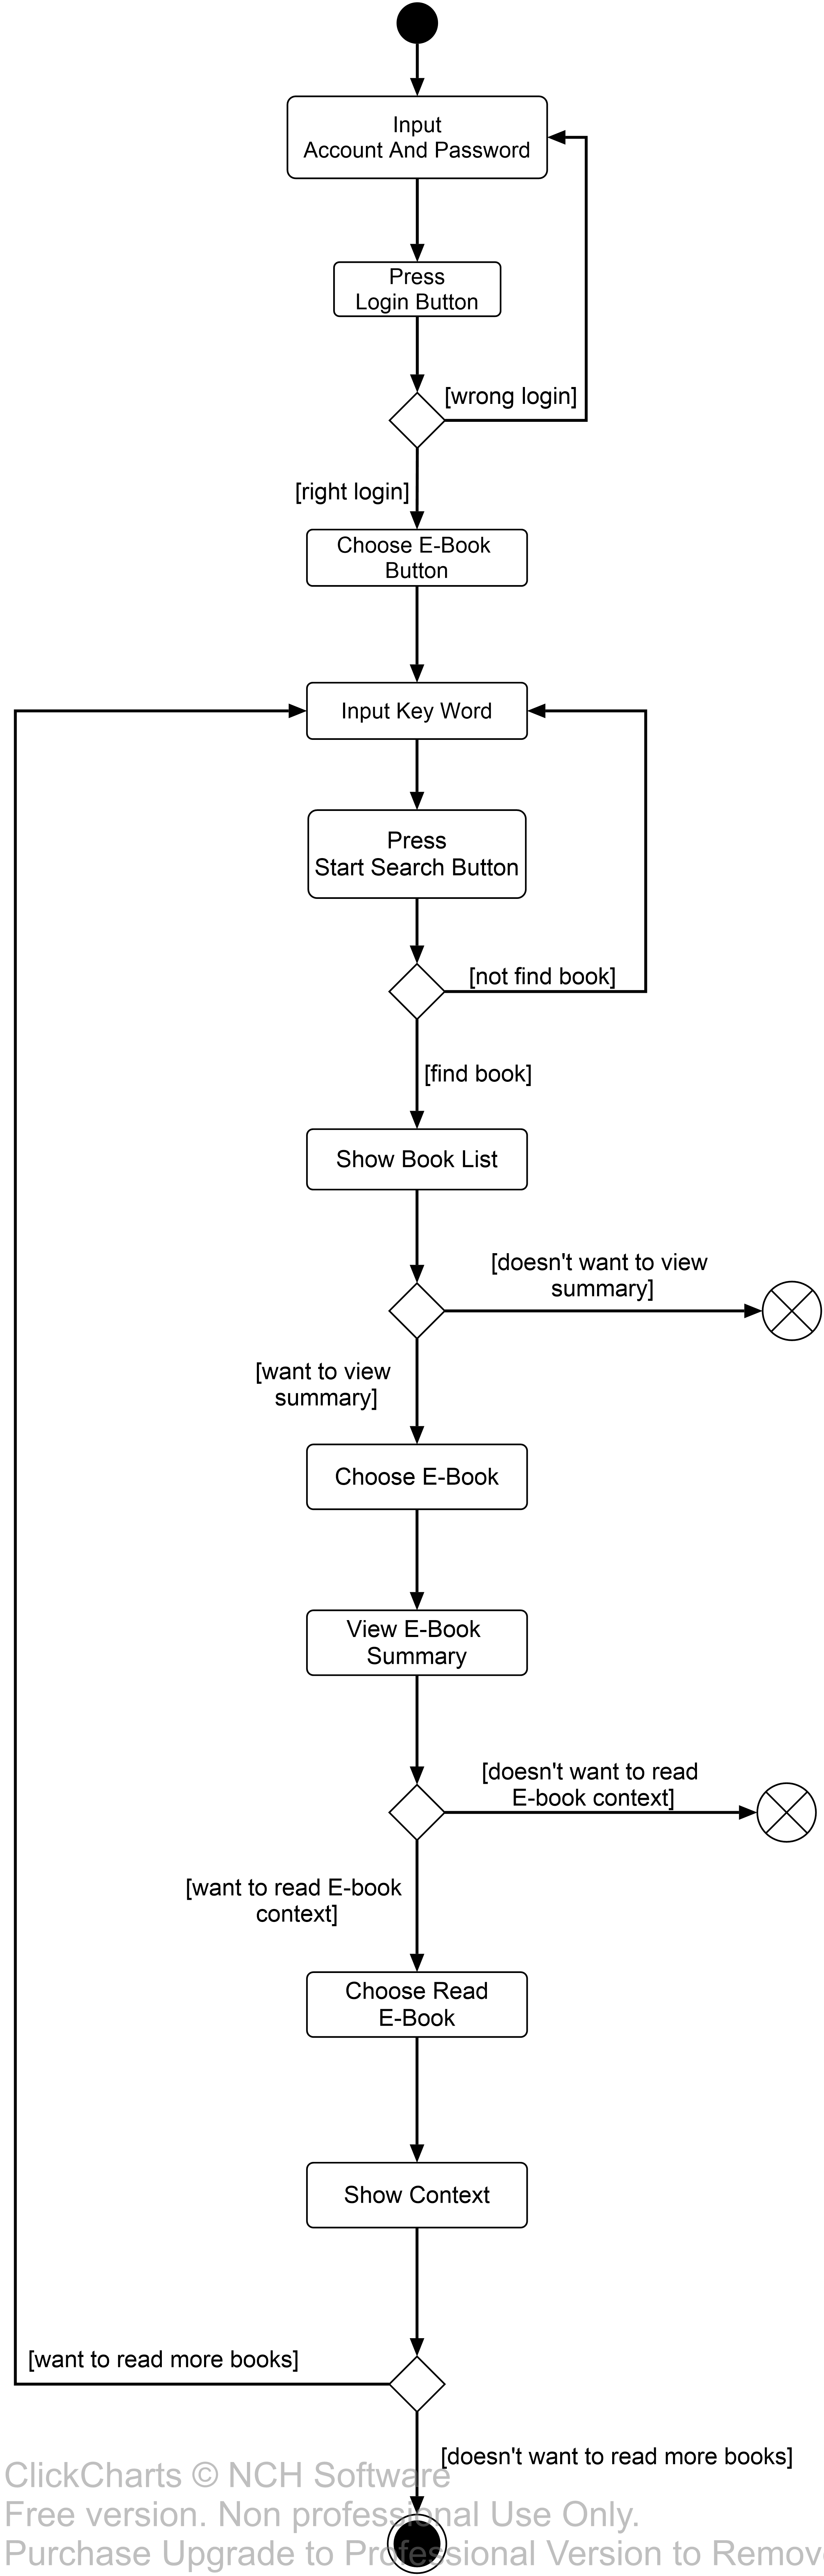 Input
Account And Password
Press
Login Button
[wrong login]
[right login]
Choose E-Book
Button
Input Key Word
Press
Start Search Button
[not find book]
[find book]
Show Book List
[doesn't want to view
summary]
[want to view
summary]
Choose E-Book
View E-Book
Summary
[doesn't want to read
E-book context]
[want to read E-book
context]
Choose Read
E-Book
Show Context
[want to read more books]
[doesn't want to read more books]
ClickCharts © NCH Software
Free version. Non professional Use Only.
Purchase Upgrade to Professional Version to Remov